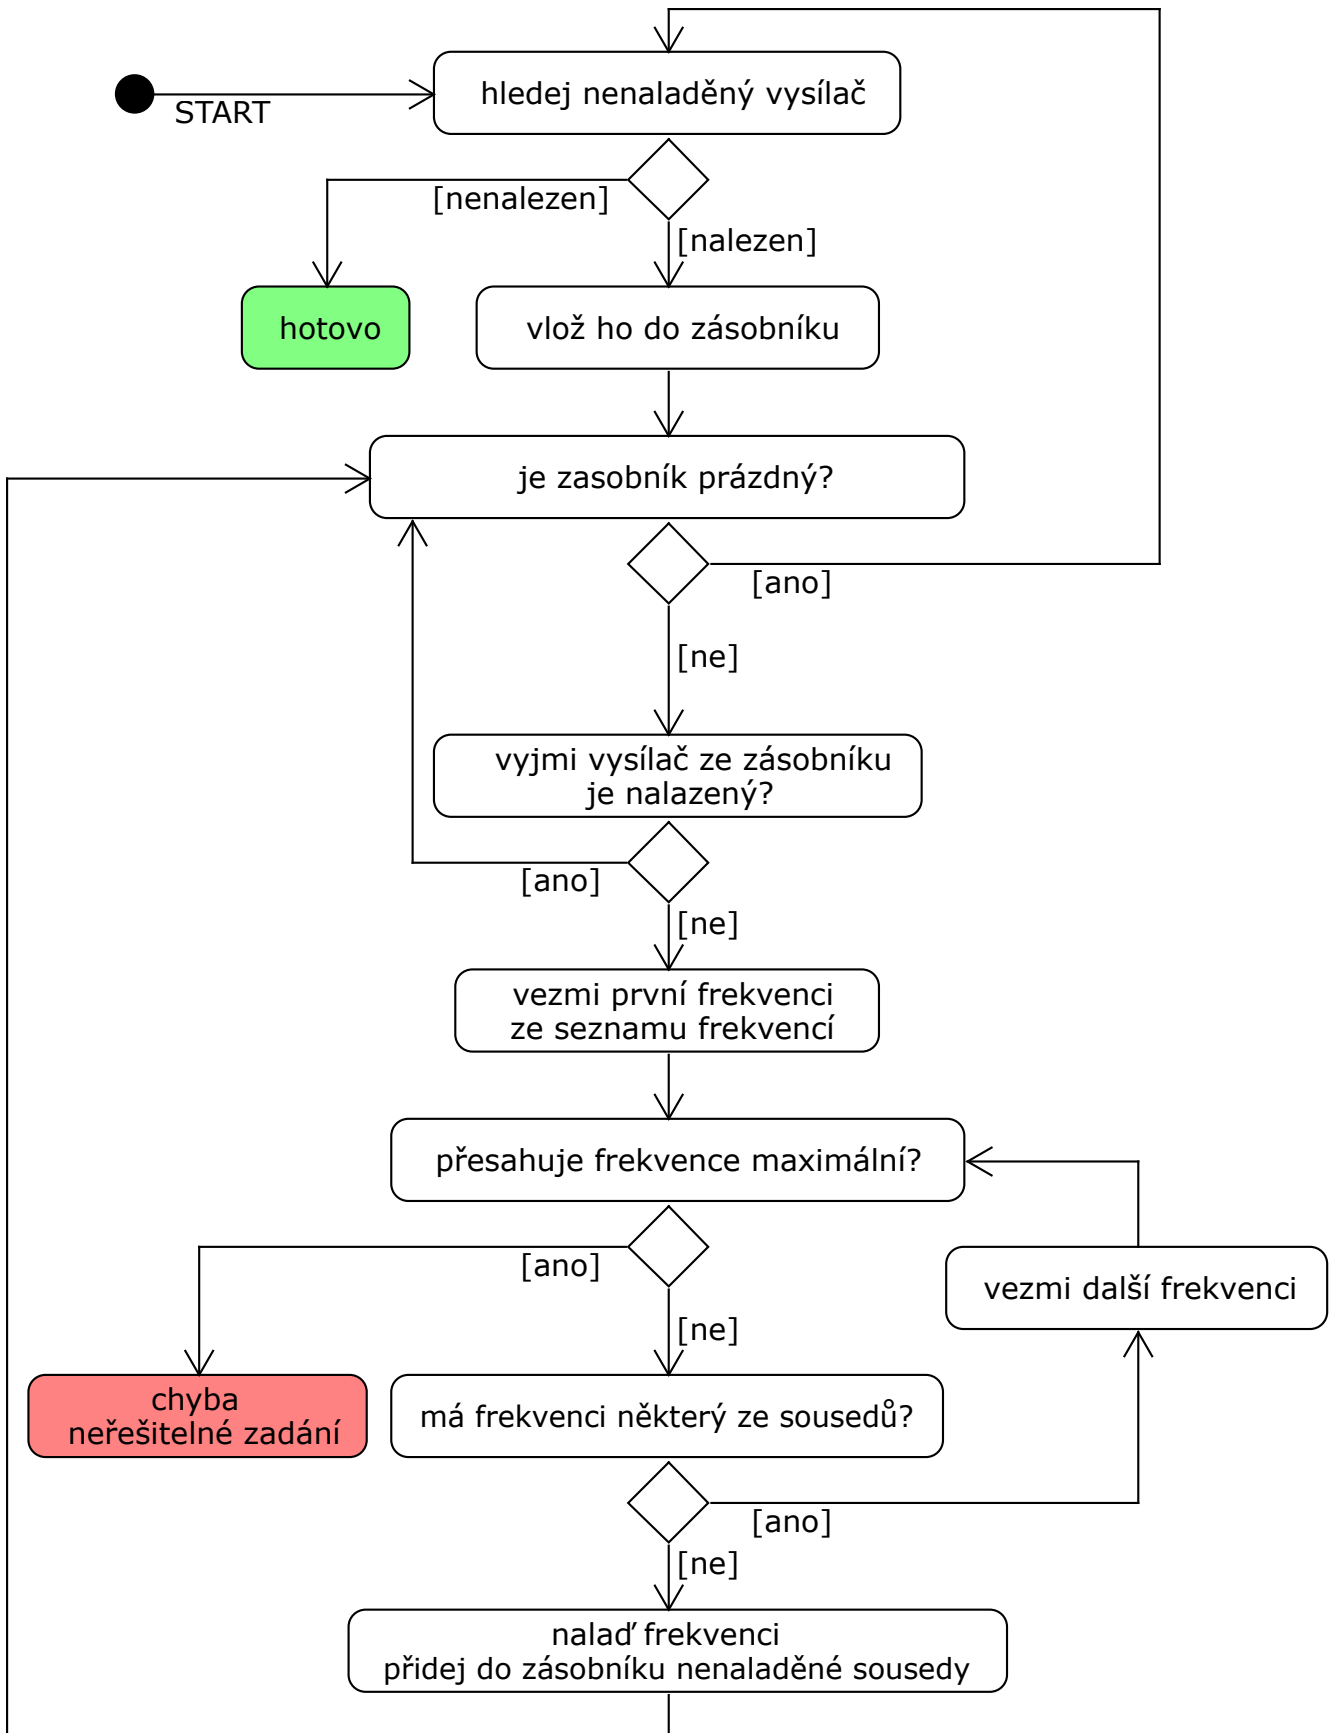 hledej nenaladěný vysílač
START
[nenalezen]
[nalezen]
hotovo
vlož ho do zásobníku
je zasobník prázdný?
[ano]
[ne]
vyjmi vysílač ze zásobníku
je nalazený?
[ano]
[ne]
vezmi první frekvenci
ze seznamu frekvencí
přesahuje frekvence maximální?
[ano]
vezmi další frekvenci
[ne]
chyba
neřešitelné zadání
má frekvenci některý ze sousedů?
[ano]
[ne]
nalaď frekvenci
přidej do zásobníku nenaladěné sousedy